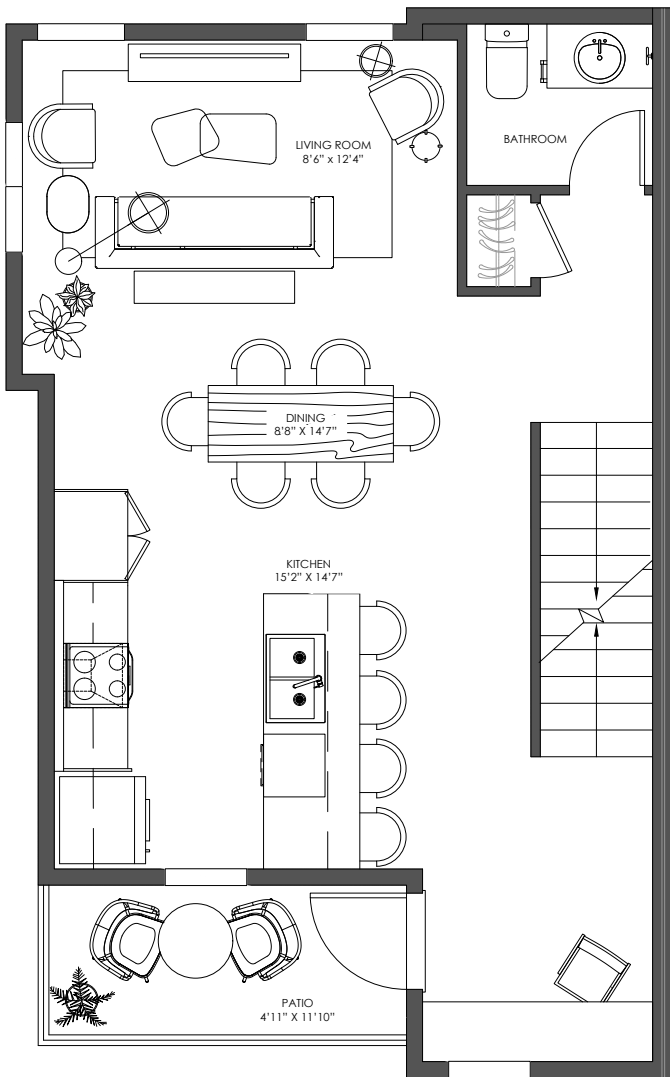 BATHROOM
LIVING ROOM
8'6" x 12'4"
DINING
8'8" X 14'7"
KITCHEN
15'2" X 14'7"
PATIO
4'11" X 11'10"